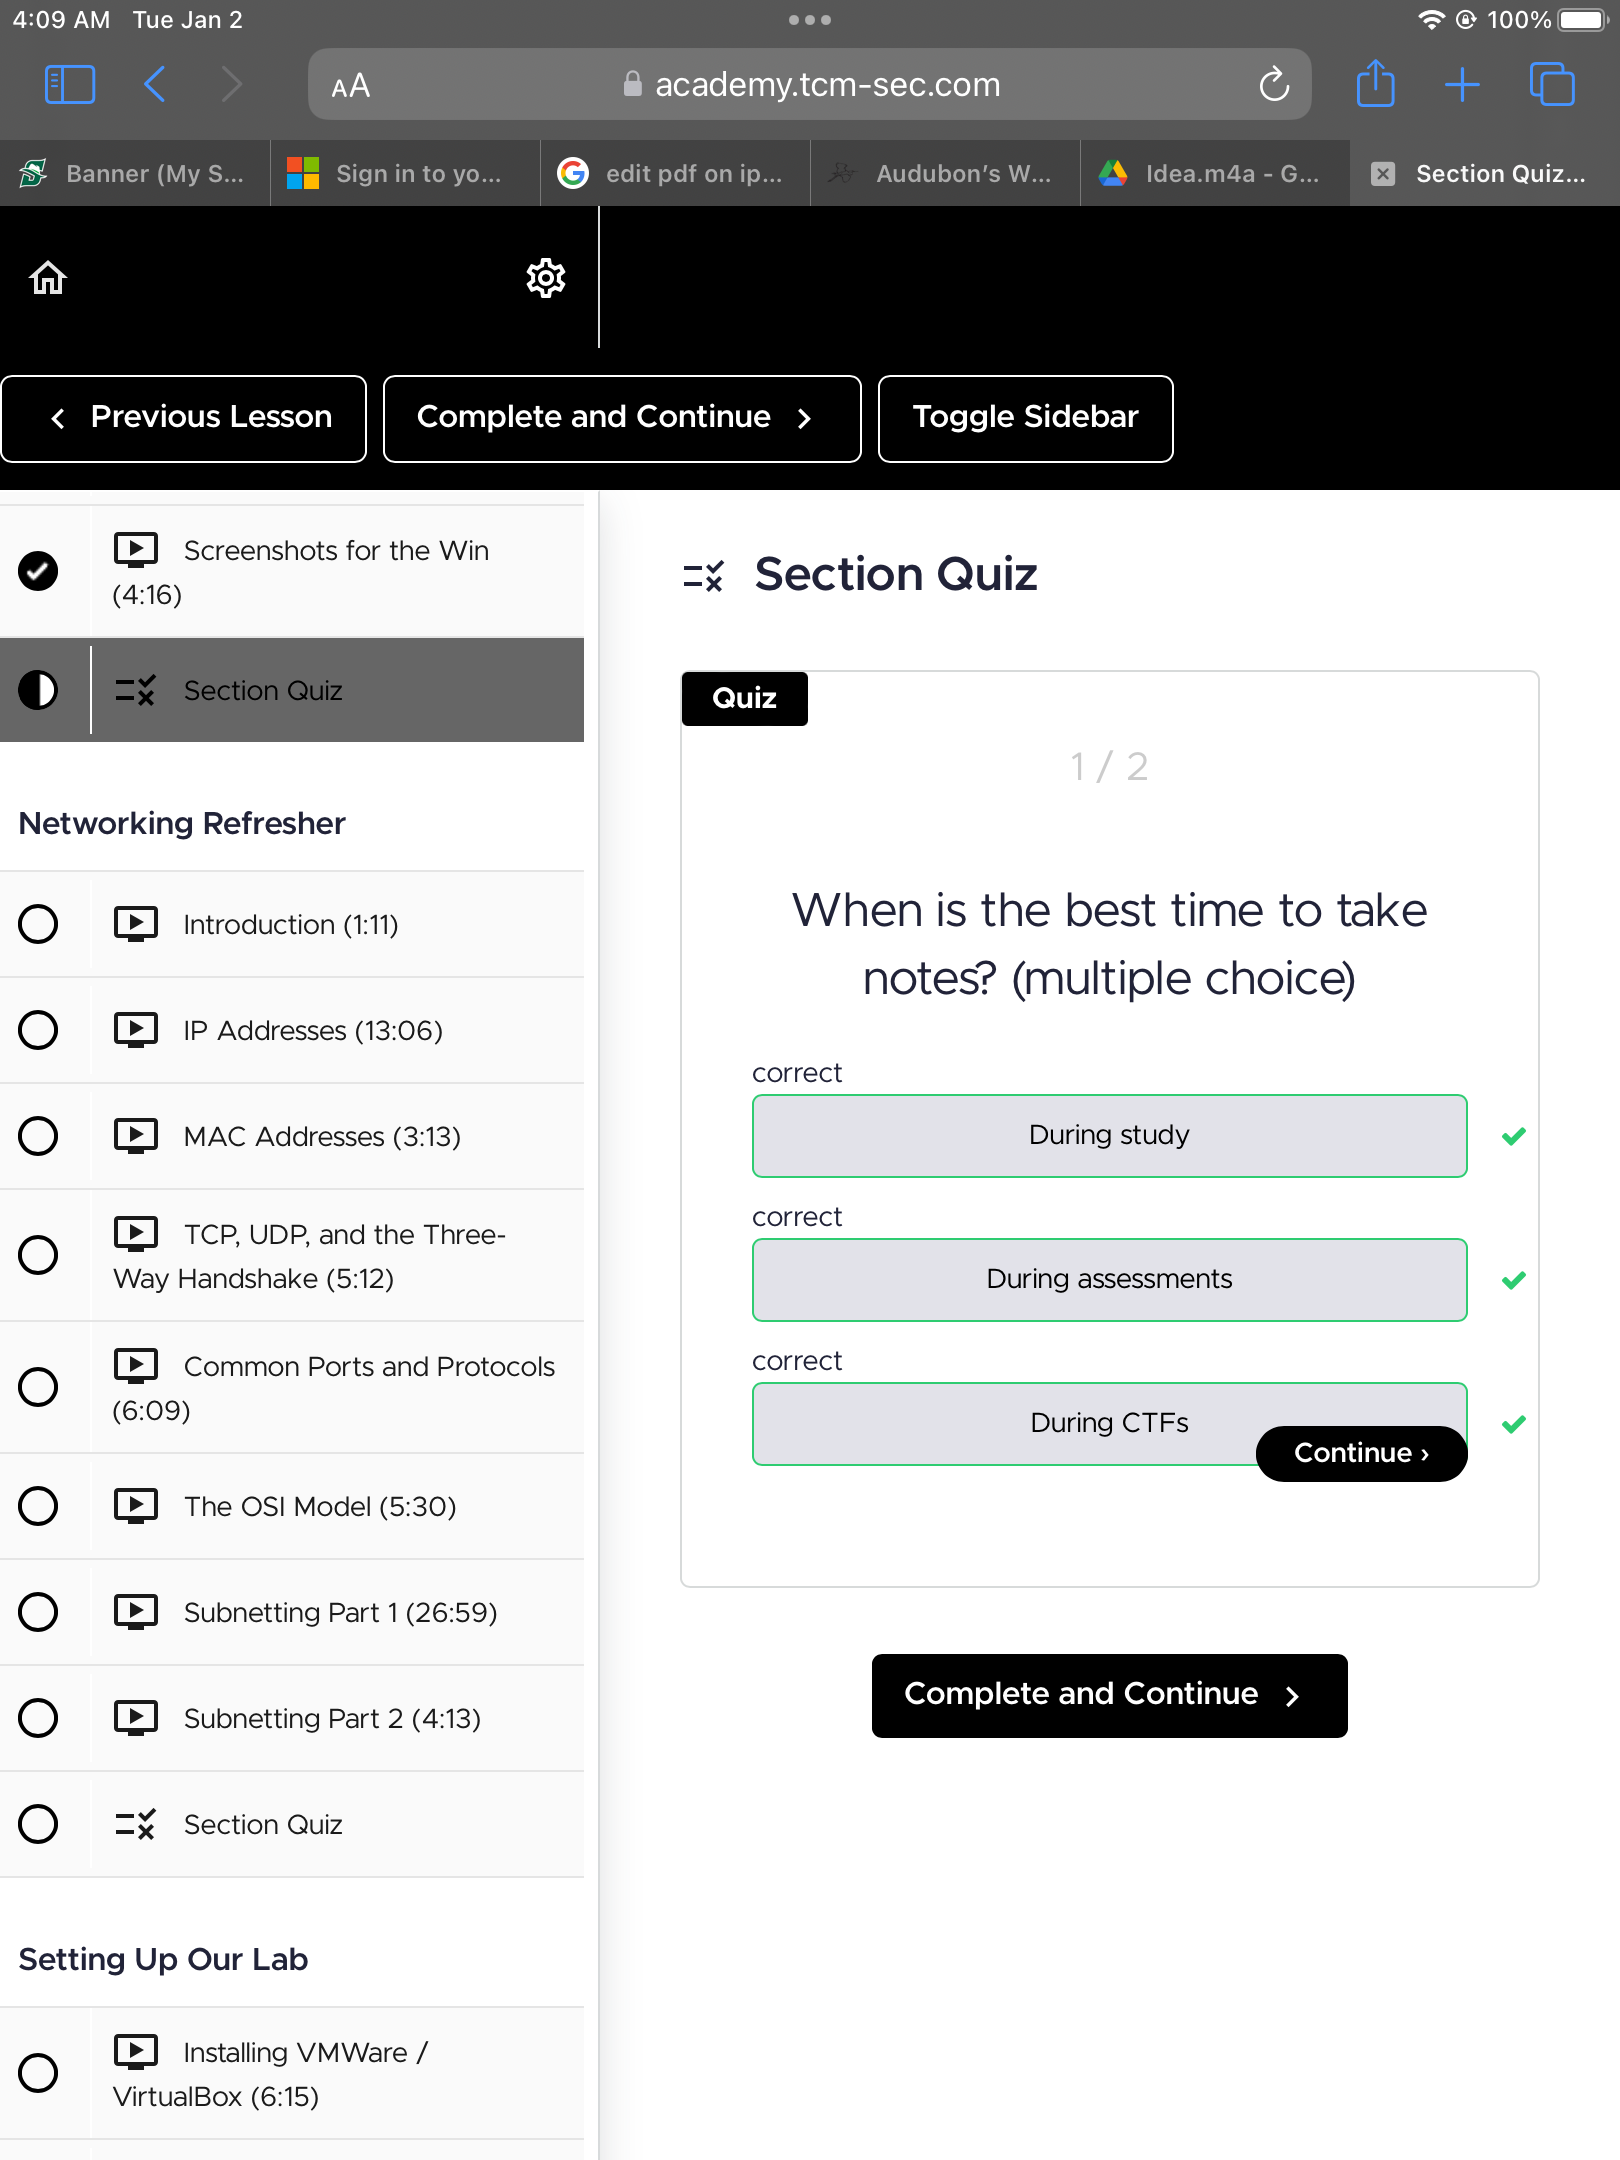 4:09 AM Tue Jan 2
100%
AA
academy.tcm-sec.com
Banner (My S...
Sign in to yo...
edit pdf on ip...
Audubon's W...
Idea.m4a - G...
Section Quiz...
Previous Lesson
Complete and Continue
Toggle Sidebar
Screenshots for the Win
(4:16)
Section Quiz
Networking Refresher
Introduction (1:11)
IP Addresses (13:06)
MAC Addresses (3:13)
TCP, UDP, and the Three-
Way Handshake (5:12)
Common Ports and Protocols
(6:09)
The OSI Model (5:30)
Subnetting Part 1 (26:59)
Subnetting Part 2 (4:13)
Section Quiz
Setting Up Our Lab
Installing VMWare /
VirtualBox (6:15)
Section Quiz
Quiz
1 / 2
When is the best time to take
notes? (multiple choice)
correct
During study
correct
During assessments
correct
During CTFs
Continue ›
Complete and Continue